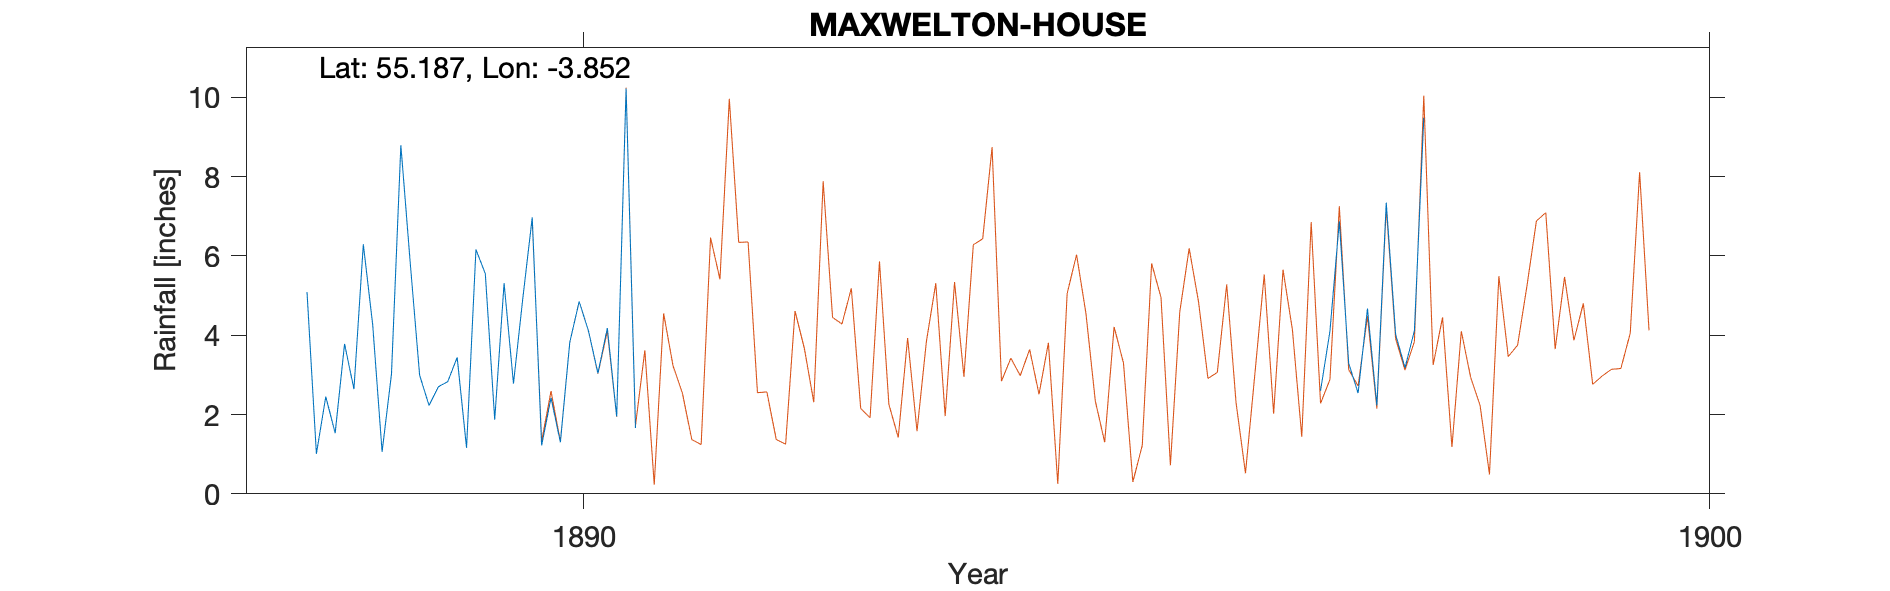 MAXWELTON-HOUSE
Lat: 55.187, Lon: -3.852
10
8
6
4
2
0
Rainfall [inches]
1890
1900
Year